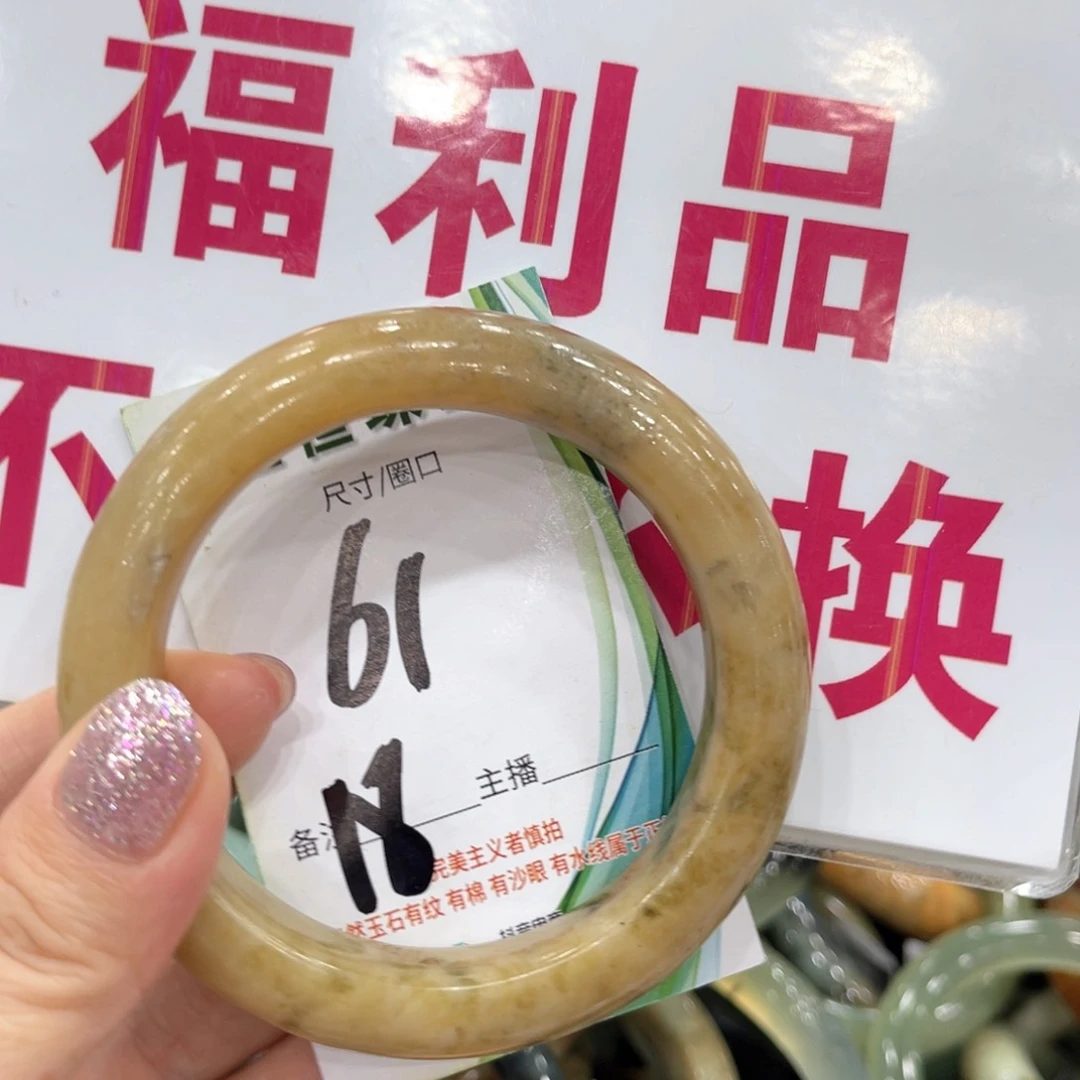 福利品
不 换
尺寸/圈口
61
主播
备注
18
完美主义者慎拍
然玉石有纹 有棉 有沙眼 有水线属于正